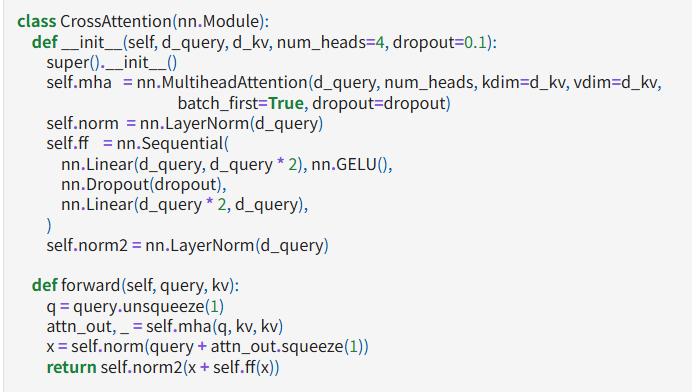 class CrossAttention(nn.Module):
def __init__(self, d_query, d_kv, num_heads=4, dropout=0.1):
super().__init__()
self.mha = nn.MultiheadAttention(d_query, num_heads, kdim=d_kv, vdim=d_kv,
batch_first=True, dropout=dropout)
self.norm = nn.LayerNorm(d_query)
self.ff = nn.Sequential(
nn.Linear(d_query, d_query * 2), nn.GELU(),
nn.Dropout(dropout),
nn.Linear(d_query * 2, d_query),
)
self.norm2 = nn.LayerNorm(d_query)
def forward(self, query, kv):
q = query.unsqueeze(1)
attn_out, _ = self.mha(q, kv, kv)
x = self.norm(query + attn_out.squeeze(1))
return self.norm2(x + self.ff(x))